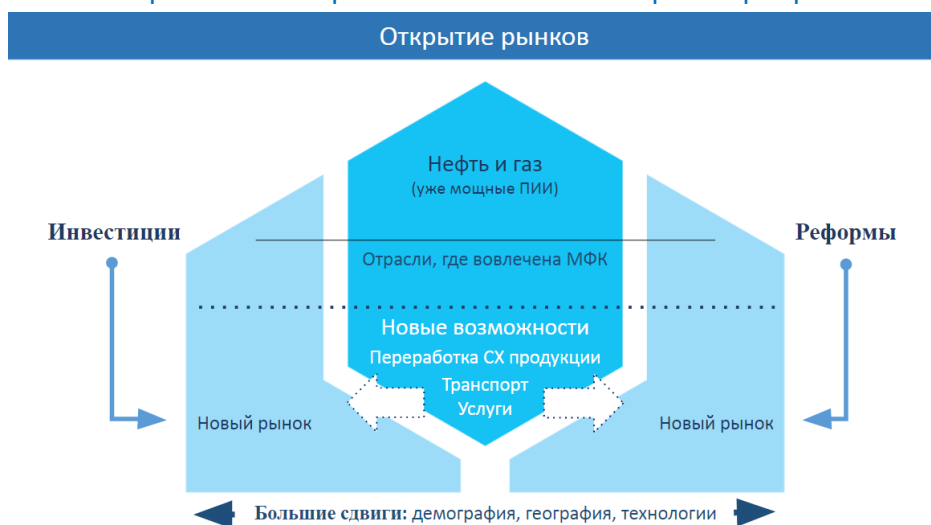 Открытие рынков
Нефть и газ
(уже мощные ПИИ)
Инвестиции
Реформы
Отрасли, где вовлечена МФК
Новые возможности
Переработка СХ продукции
Транспорт
Услуги
Новый рынок
Новый рынок
Большие сдвиги: демография, география, технологии